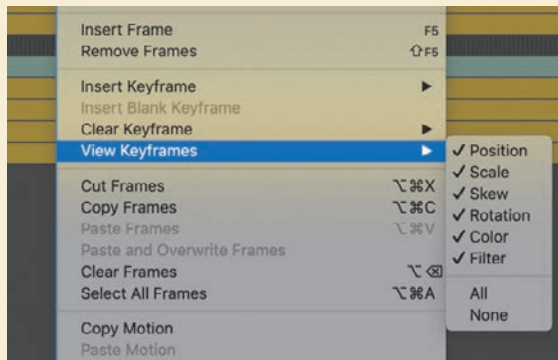 Insert Frame F5
Remove Frames ⇧F5
Insert Keyframe ▶
Insert Blank Keyframe
Clear Keyframe ▶
View Keyframes ▶
✓ Position
✓ Scale
✓ Skew
✓ Rotation
✓ Color
✓ Filter
All
None
Cut Frames ⌥⌘X
Copy Frames ⌥⌘C
Paste Frames ⌥⌘V
Paste and Overwrite Frames
Clear Frames ⌥⌫
Select All Frames ⌥⌘A
Copy Motion
Paste Motion